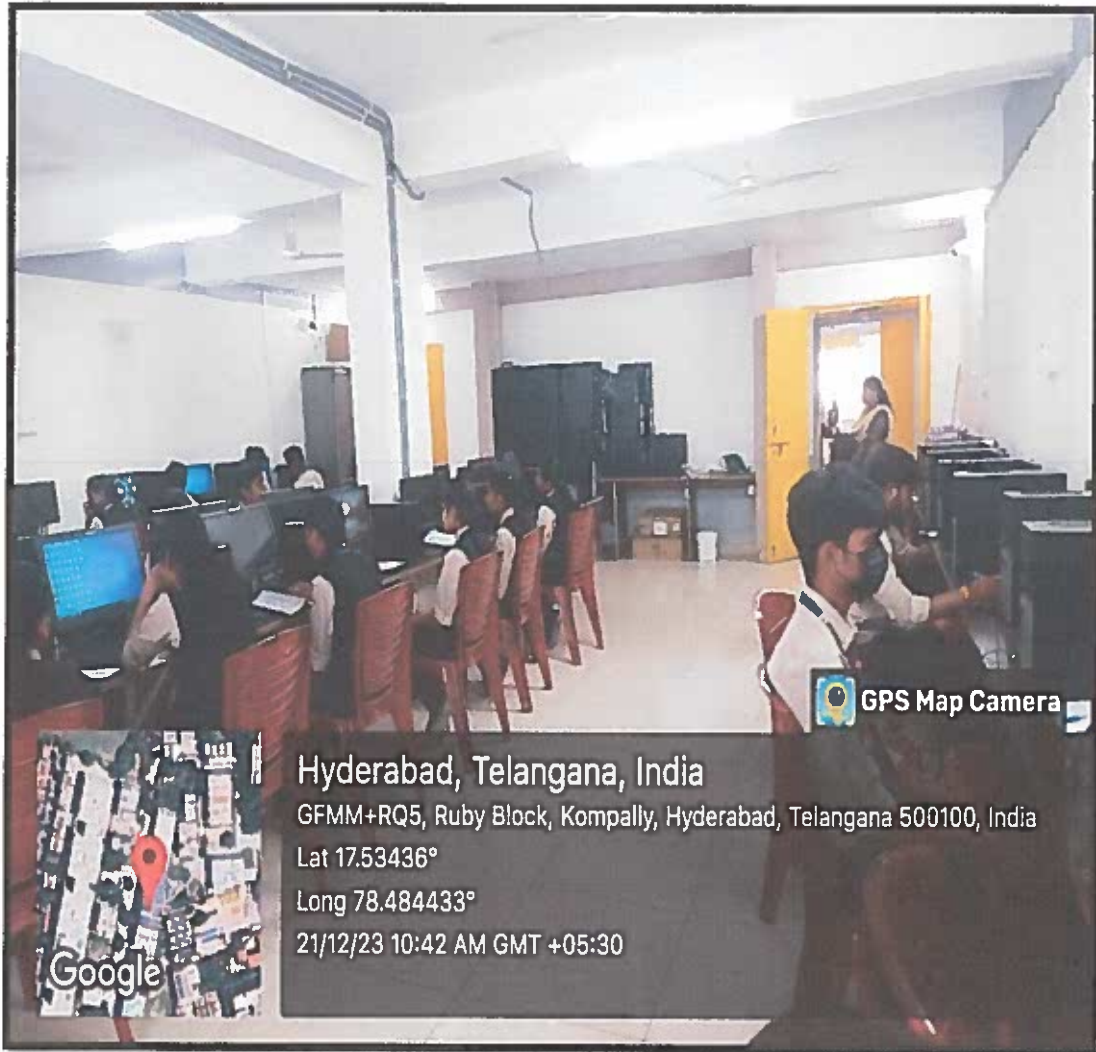 GPS Map Camera
Hyderabad, Telangana, India
GFMM+RQ5, Ruby Block, Kompally, Hyderabad, Telangana 500100, India
Lat 17.53436°
Long 78.484433°
21/12/23 10:42 AM GMT +05:30
Google